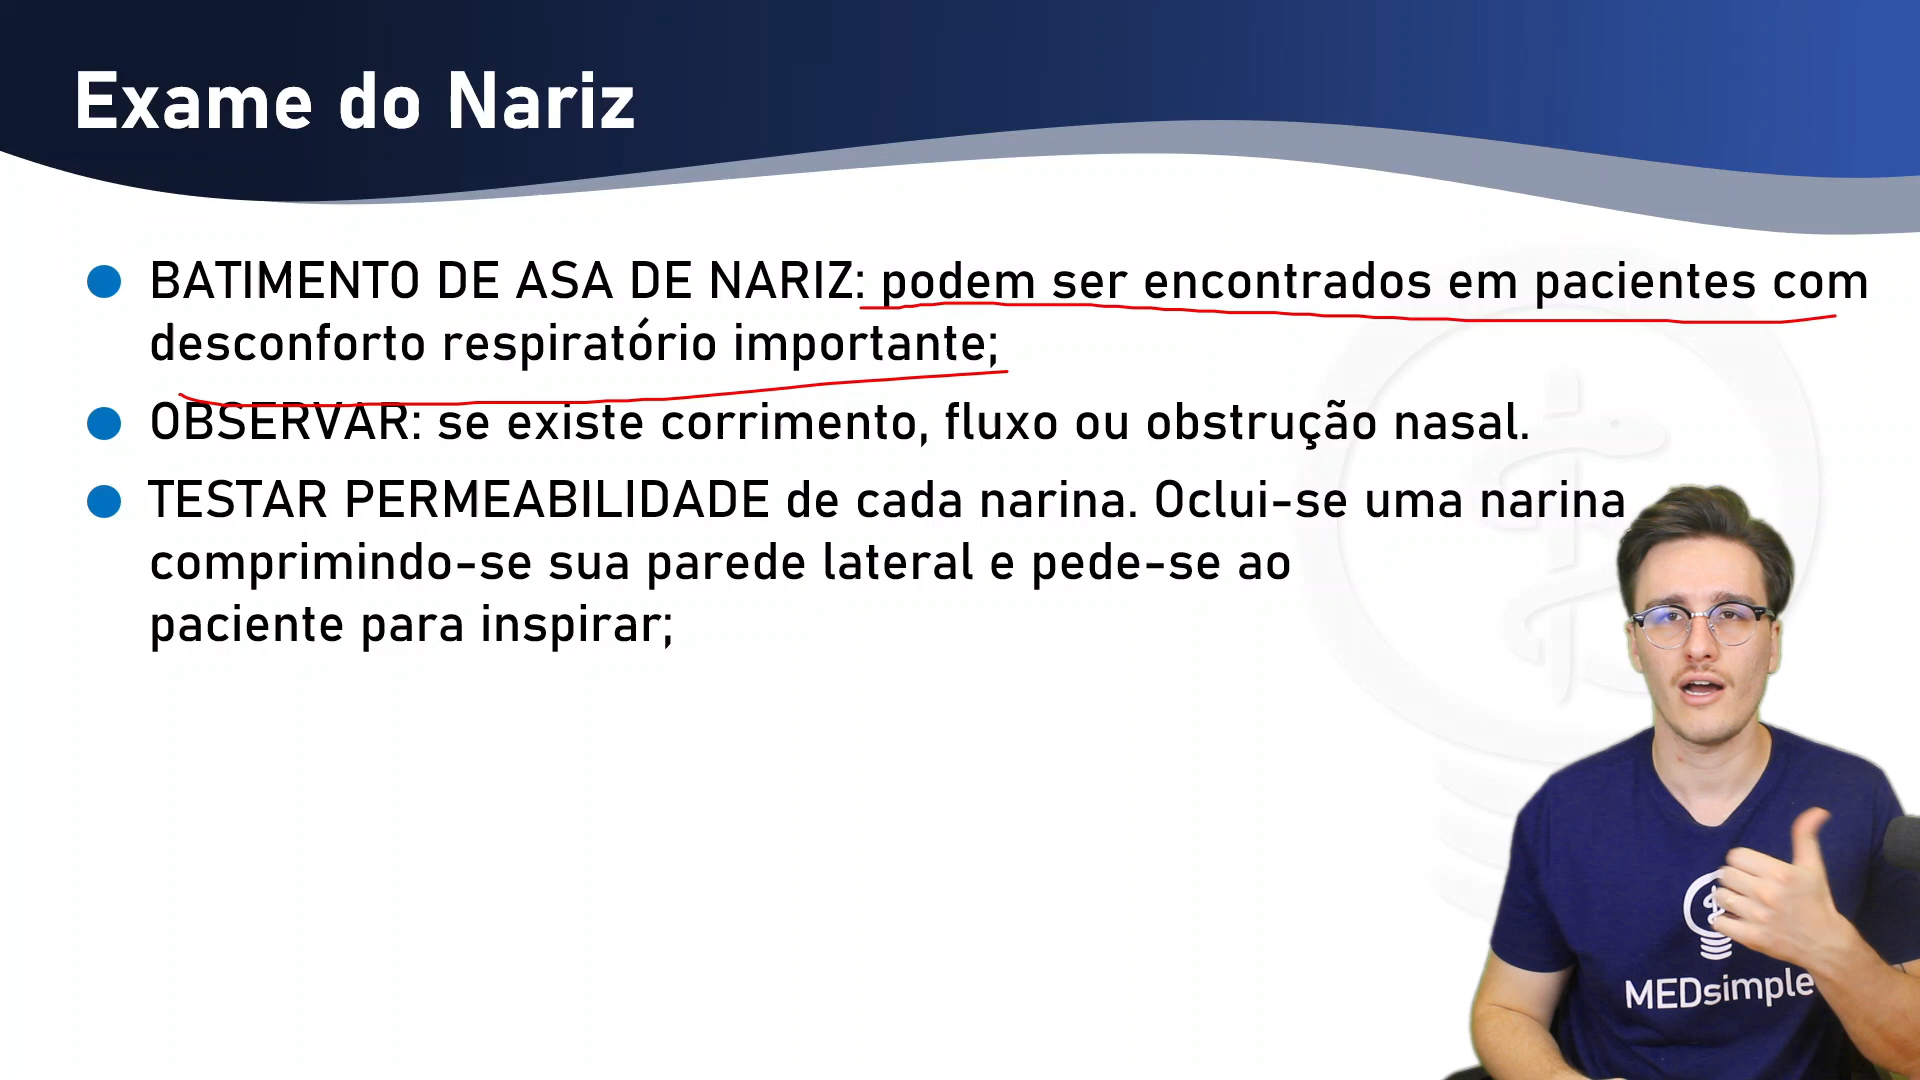 Exame do Nariz
BATIMENTO DE ASA DE NARIZ: podem ser encontrados em pacientes com
desconforto respiratório importante;
OBSERVAR: se existe corrimento, fluxo ou obstrução nasal.
TESTAR PERMEABILIDADE de cada narina. Oclui-se uma narina
comprimindo-se sua parede lateral e pede-se ao
paciente para inspirar;
MEDsimple